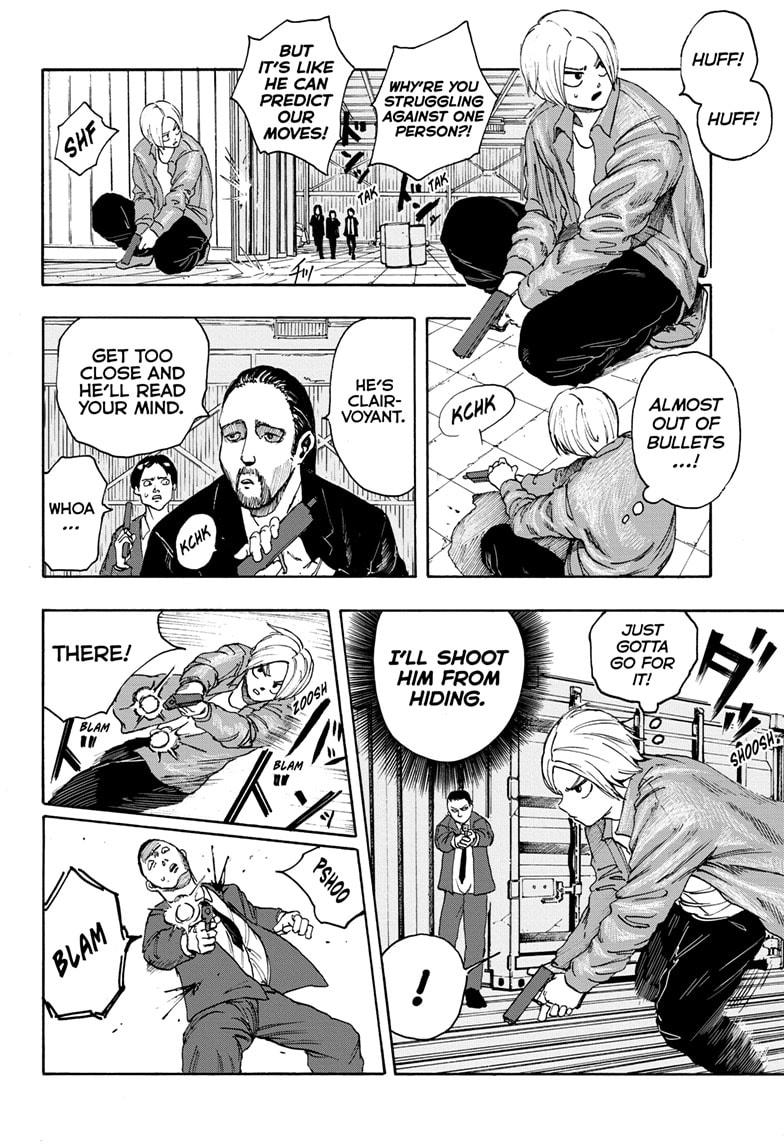 HUFF!
HUFF!
WHY'RE YOU
STRUGGLING
AGAINST ONE
PERSON?!
BUT
IT'S LIKE
HE CAN
PREDICT
OUR
MOVES!
TAK
TAK
SHF
ALMOST
OUT OF
BULLETS
...!
KCHK
HE'S
CLAIR-
VOYANT.
GET TOO
CLOSE AND
HE'LL READ
YOUR MIND.
KCHK
WHOA
...
JUST
GOTTA
GO FOR
IT!
ダッ
SHOOSH
I'LL SHOOT
HIM FROM
HIDING.
!
THERE!
ZOOSH
BLAM
BLAM
PSHOO
BLAM